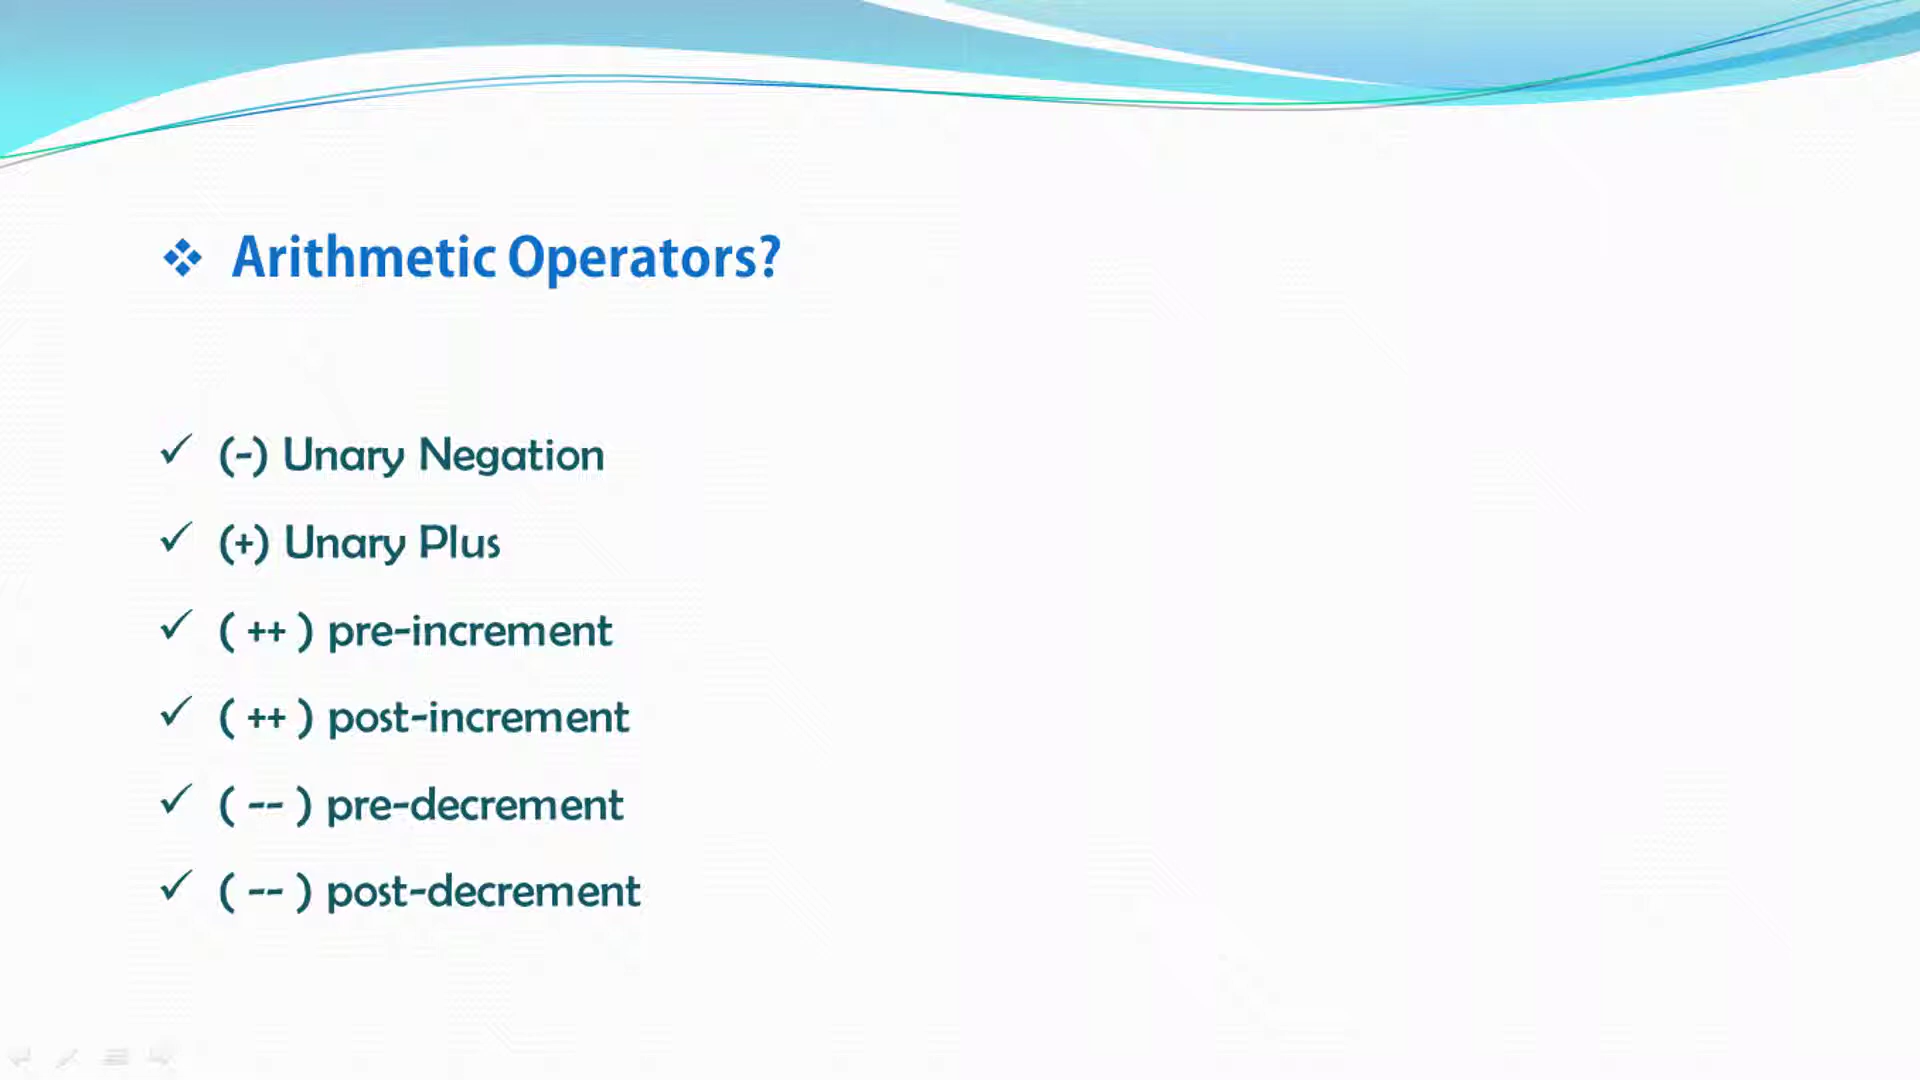 ❖ Arithmetic Operators?
✓ (-) Unary Negation
✓ (+) Unary Plus
✓ ( ++ ) pre-increment
✓ ( ++ ) post-increment
✓ ( -- ) pre-decrement
✓ ( -- ) post-decrement